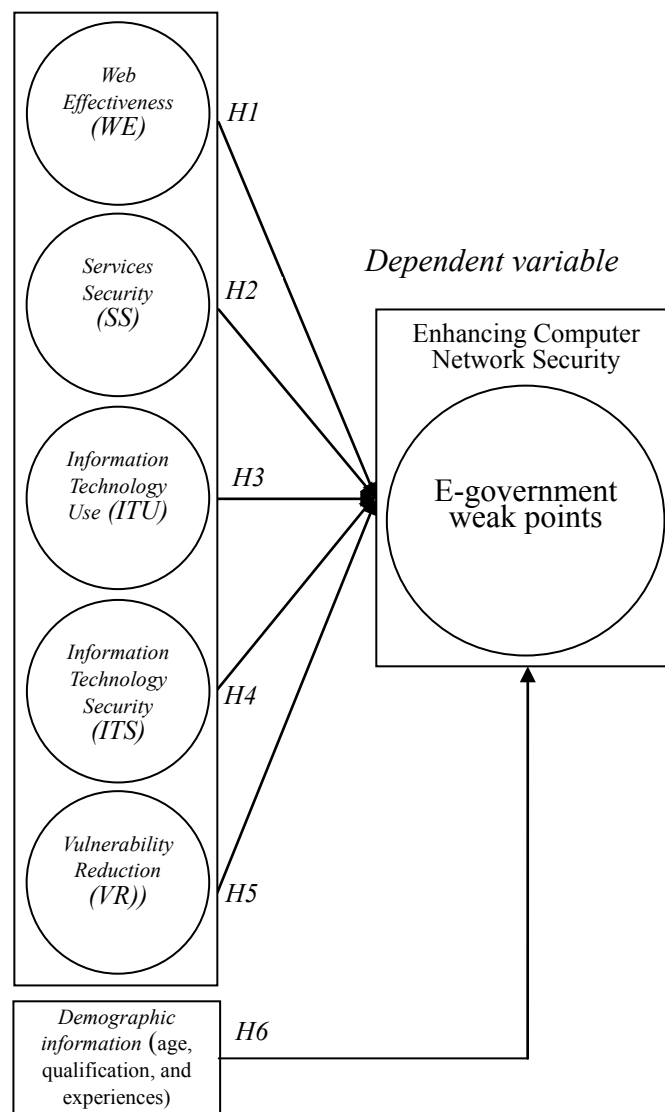 Web
Effectiveness
(WE)
H1
Services
Security
(SS)
H2
Information
Technology
Use (ITU)
H3
Information
Technology
Security
(ITS)
H4
Vulnerability
Reduction
(VR))
H5
Demographic
information (age,
qualification, and
experiences)
H6
Dependent variable
Enhancing Computer
Network Security
E-government
weak points